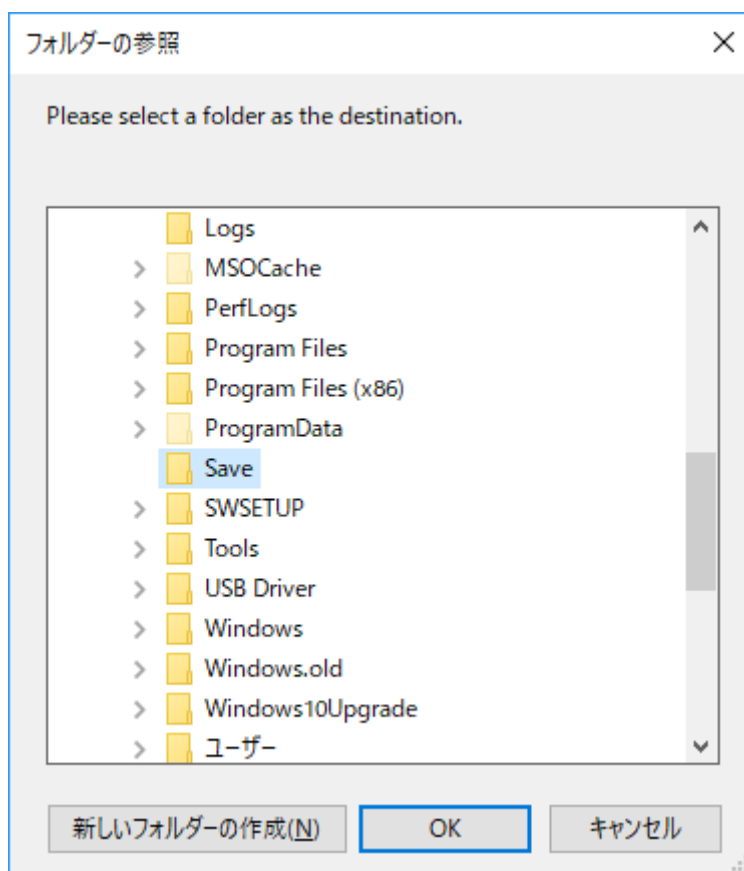 フォルダーの参照
Please select a folder as the destination.
Logs
MSOCache
PerfLogs
Program Files
Program Files (x86)
ProgramData
Save
SWSETUP
Tools
USB Driver
Windows
Windows.old
Windows10Upgrade
ユーザー
新しいフォルダーの作成(N) OK キャンセル